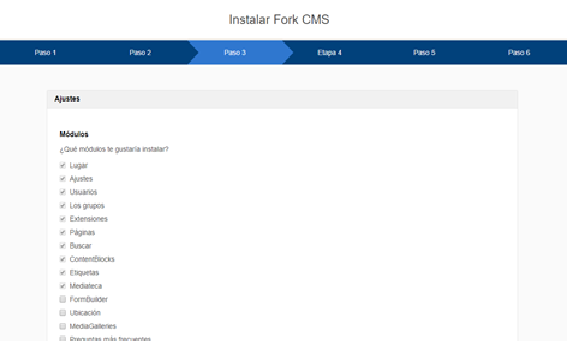 Instalar Fork CMS
Paso 1 Paso 2 Paso 3 Etapa 4 Paso 5 Paso 6
Ajustes
Módulos
¿Qué módulos te gustaría instalar?
Lugar
Ajustes
Usuarios
Los grupos
Extensiones
Páginas
Buscar
ContentBlocks
Etiquetas
Mediateca
FormBuilder
Ubicación
MediaGalleries
Preguntas más frecuentes